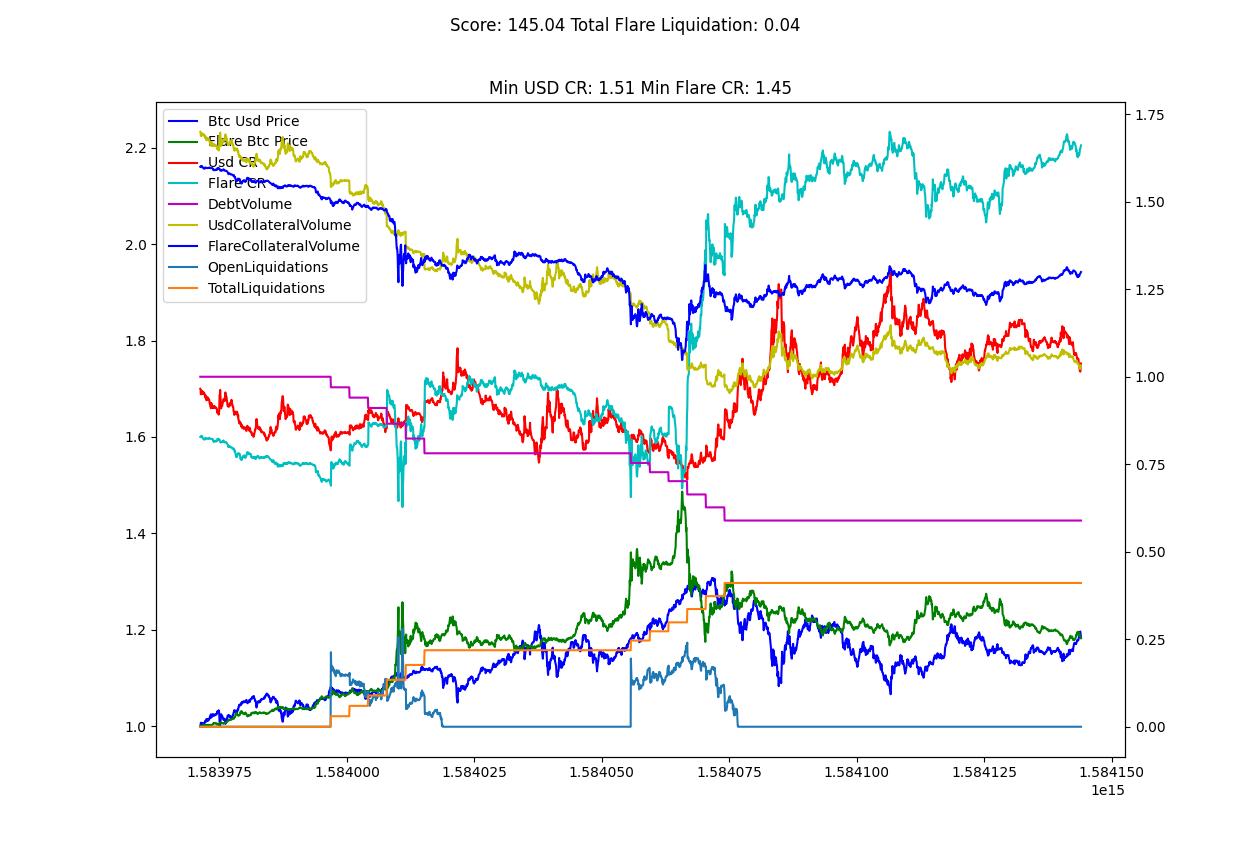 Score: 145.04 Total Flare Liquidation: 0.04
Min USD CR: 1.51 Min Flare CR: 1.45
Btc Usd Price
Flare Btc Price
Usd CR
Flare CR
DebtVolume
UsdCollateralVolume
FlareCollateralVolume
OpenLiquidations
TotalLiquidations
2.2
2.0
1.8
1.6
1.4
1.2
1.0
1.75
1.50
1.25
1.00
0.75
0.50
0.25
0.00
1.583975 1.584000 1.584025 1.584050 1.584075 1.584100 1.584125 1.584150
1e15